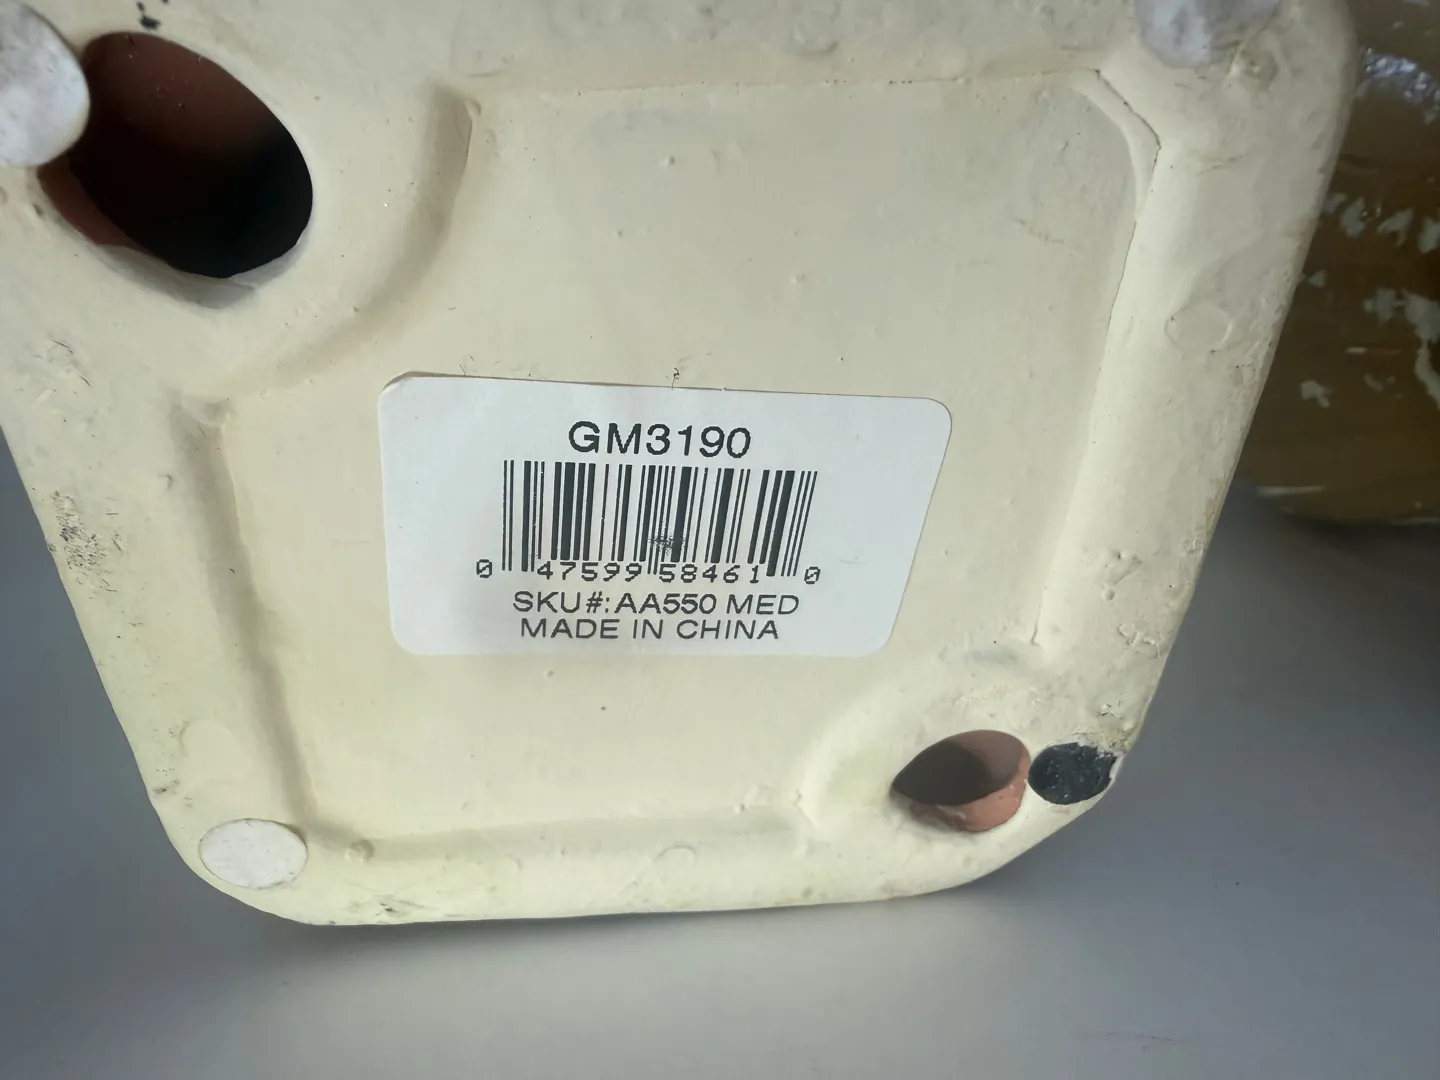 GM3190
0 47599 58461 0
SKU#: AA550 MED
MADE IN CHINA